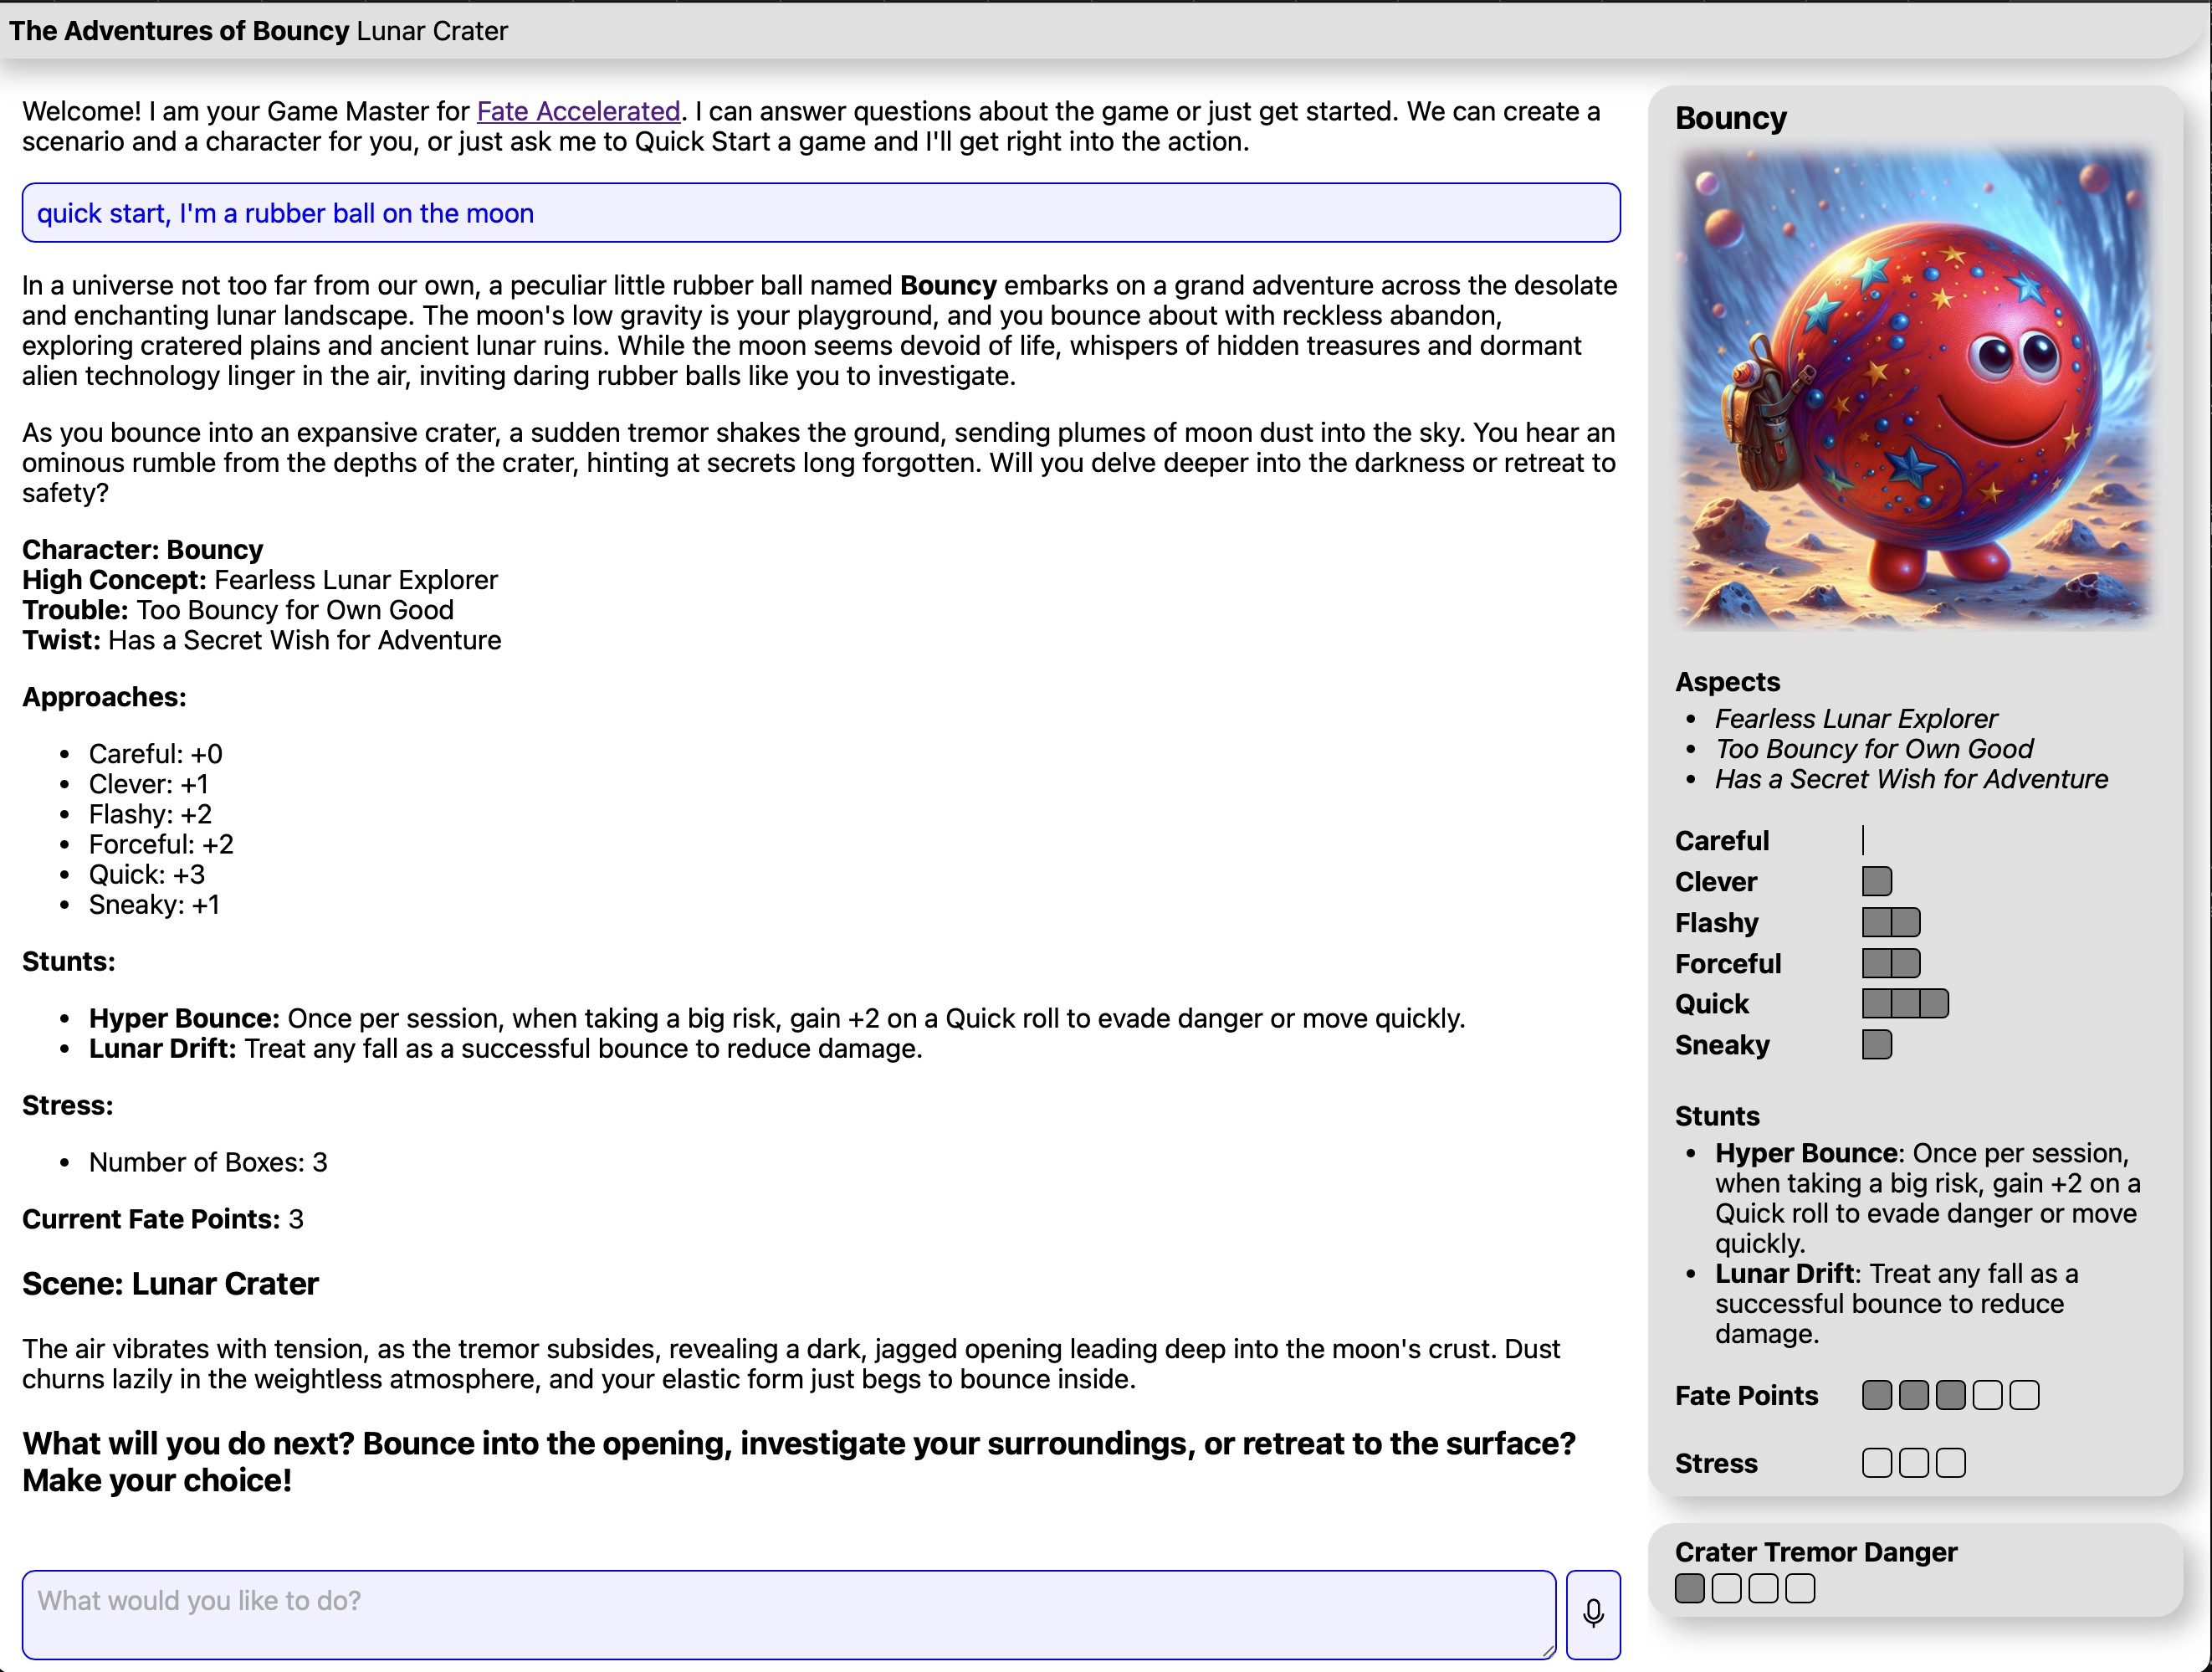 The Adventures of Bouncy Lunar Crater
Welcome! I am your Game Master for Fate Accelerated. I can answer questions about the game or just get started. We can create a
scenario and a character for you, or just ask me to Quick Start a game and I'll get right into the action.
quick start, I'm a rubber ball on the moon
In a universe not too far from our own, a peculiar little rubber ball named Bouncy embarks on a grand adventure across the desolate
and enchanting lunar landscape. The moon's low gravity is your playground, and you bounce about with reckless abandon,
exploring cratered plains and ancient lunar ruins. While the moon seems devoid of life, whispers of hidden treasures and dormant
alien technology linger in the air, inviting daring rubber balls like you to investigate.
As you bounce into an expansive crater, a sudden tremor shakes the ground, sending plumes of moon dust into the sky. You hear an
ominous rumble from the depths of the crater, hinting at secrets long forgotten. Will you delve deeper into the darkness or retreat to
safety?
Character: Bouncy
High Concept: Fearless Lunar Explorer
Trouble: Too Bouncy for Own Good
Twist: Has a Secret Wish for Adventure
Approaches:
• Careful: +0
• Clever: +1
• Flashy: +2
• Forceful: +2
• Quick: +3
• Sneaky: +1
Stunts:
• Hyper Bounce: Once per session, when taking a big risk, gain +2 on a Quick roll to evade danger or move quickly.
• Lunar Drift: Treat any fall as a successful bounce to reduce damage.
Stress:
• Number of Boxes: 3
Current Fate Points: 3
Scene: Lunar Crater
The air vibrates with tension, as the tremor subsides, revealing a dark, jagged opening leading deep into the moon's crust. Dust
churns lazily in the weightless atmosphere, and your elastic form just begs to bounce inside.
What will you do next? Bounce into the opening, investigate your surroundings, or retreat to the surface?
Make your choice!
What would you like to do?
Bouncy
Aspects
• Fearless Lunar Explorer
• Too Bouncy for Own Good
• Has a Secret Wish for Adventure
Careful
Clever
Flashy
Forceful
Quick
Sneaky
Stunts
• Hyper Bounce: Once per session,
when taking a big risk, gain +2 on a
Quick roll to evade danger or move
quickly.
• Lunar Drift: Treat any fall as a
successful bounce to reduce
damage.
Fate Points
Stress
Crater Tremor Danger